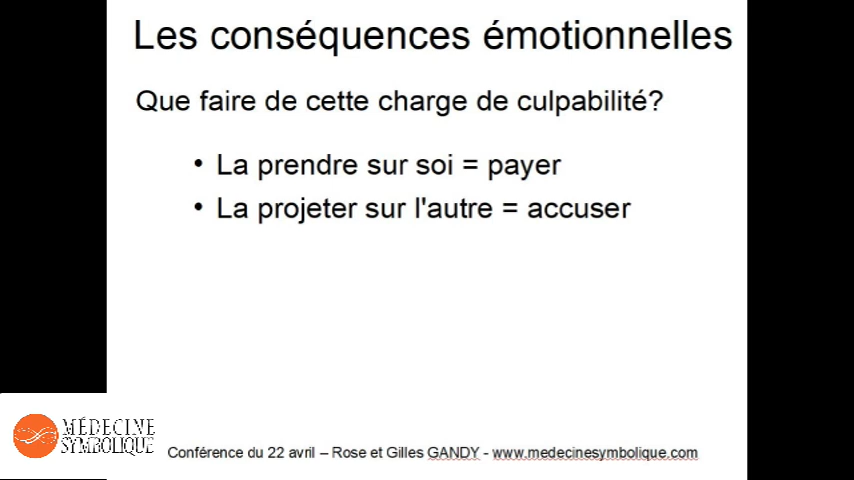 Les conséquences émotionnelles
Que faire de cette charge de culpabilité?
• La prendre sur soi = payer
• La projeter sur l'autre = accuser
MÉDECINE
SYMBOLIQUE
Conférence du 22 avril – Rose et Gilles GANDY - www.medecinesymbolique.com